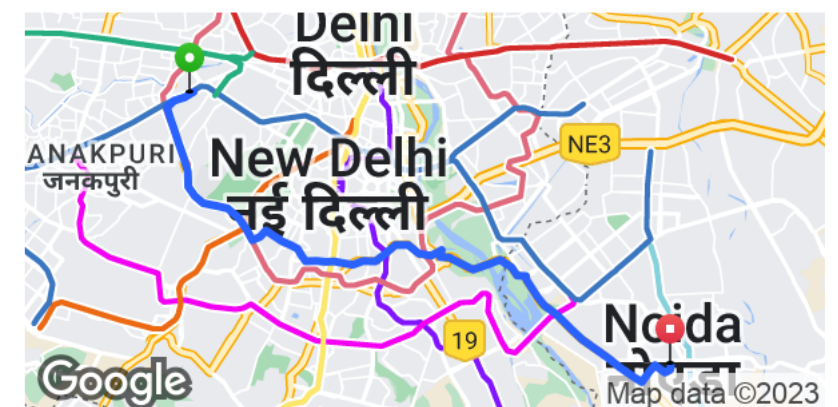 Delhi
दिल्ली
NE3
ANAKPURI
जनकपुरी
New Delhi
नई दिल्ली
Noida
19
Google
Map data ©2023